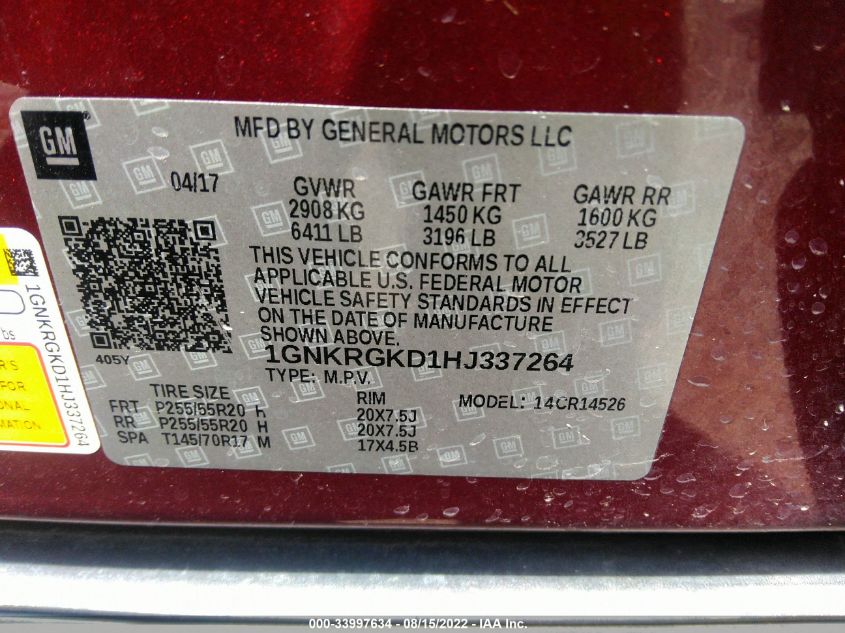 GM
MFD BY GENERAL MOTORS LLC
04/17
GVWR GAWR FRT GAWR RR
2908 KG 1450 KG 1600 KG
6411 LB 3196 LB 3527 LB
THIS VEHICLE CONFORMS TO ALL
APPLICABLE U.S. FEDERAL MOTOR
VEHICLE SAFETY STANDARDS IN EFFECT
ON THE DATE OF MANUFACTURE
SHOWN ABOVE.
405Y
1GNKRGKD1HJ337264
TYPE: M.P.V.
TIRE SIZE RIM MODEL: 14CR14526
FRT P255/55R20 H 20X7.5J
RR P255/55R20 H 20X7.5J
SPA T145/70R17 M 17X4.5B
1GNKRGKD1HJ337264
bs
000-33997634 - 08/15/2022 - IAA Inc.